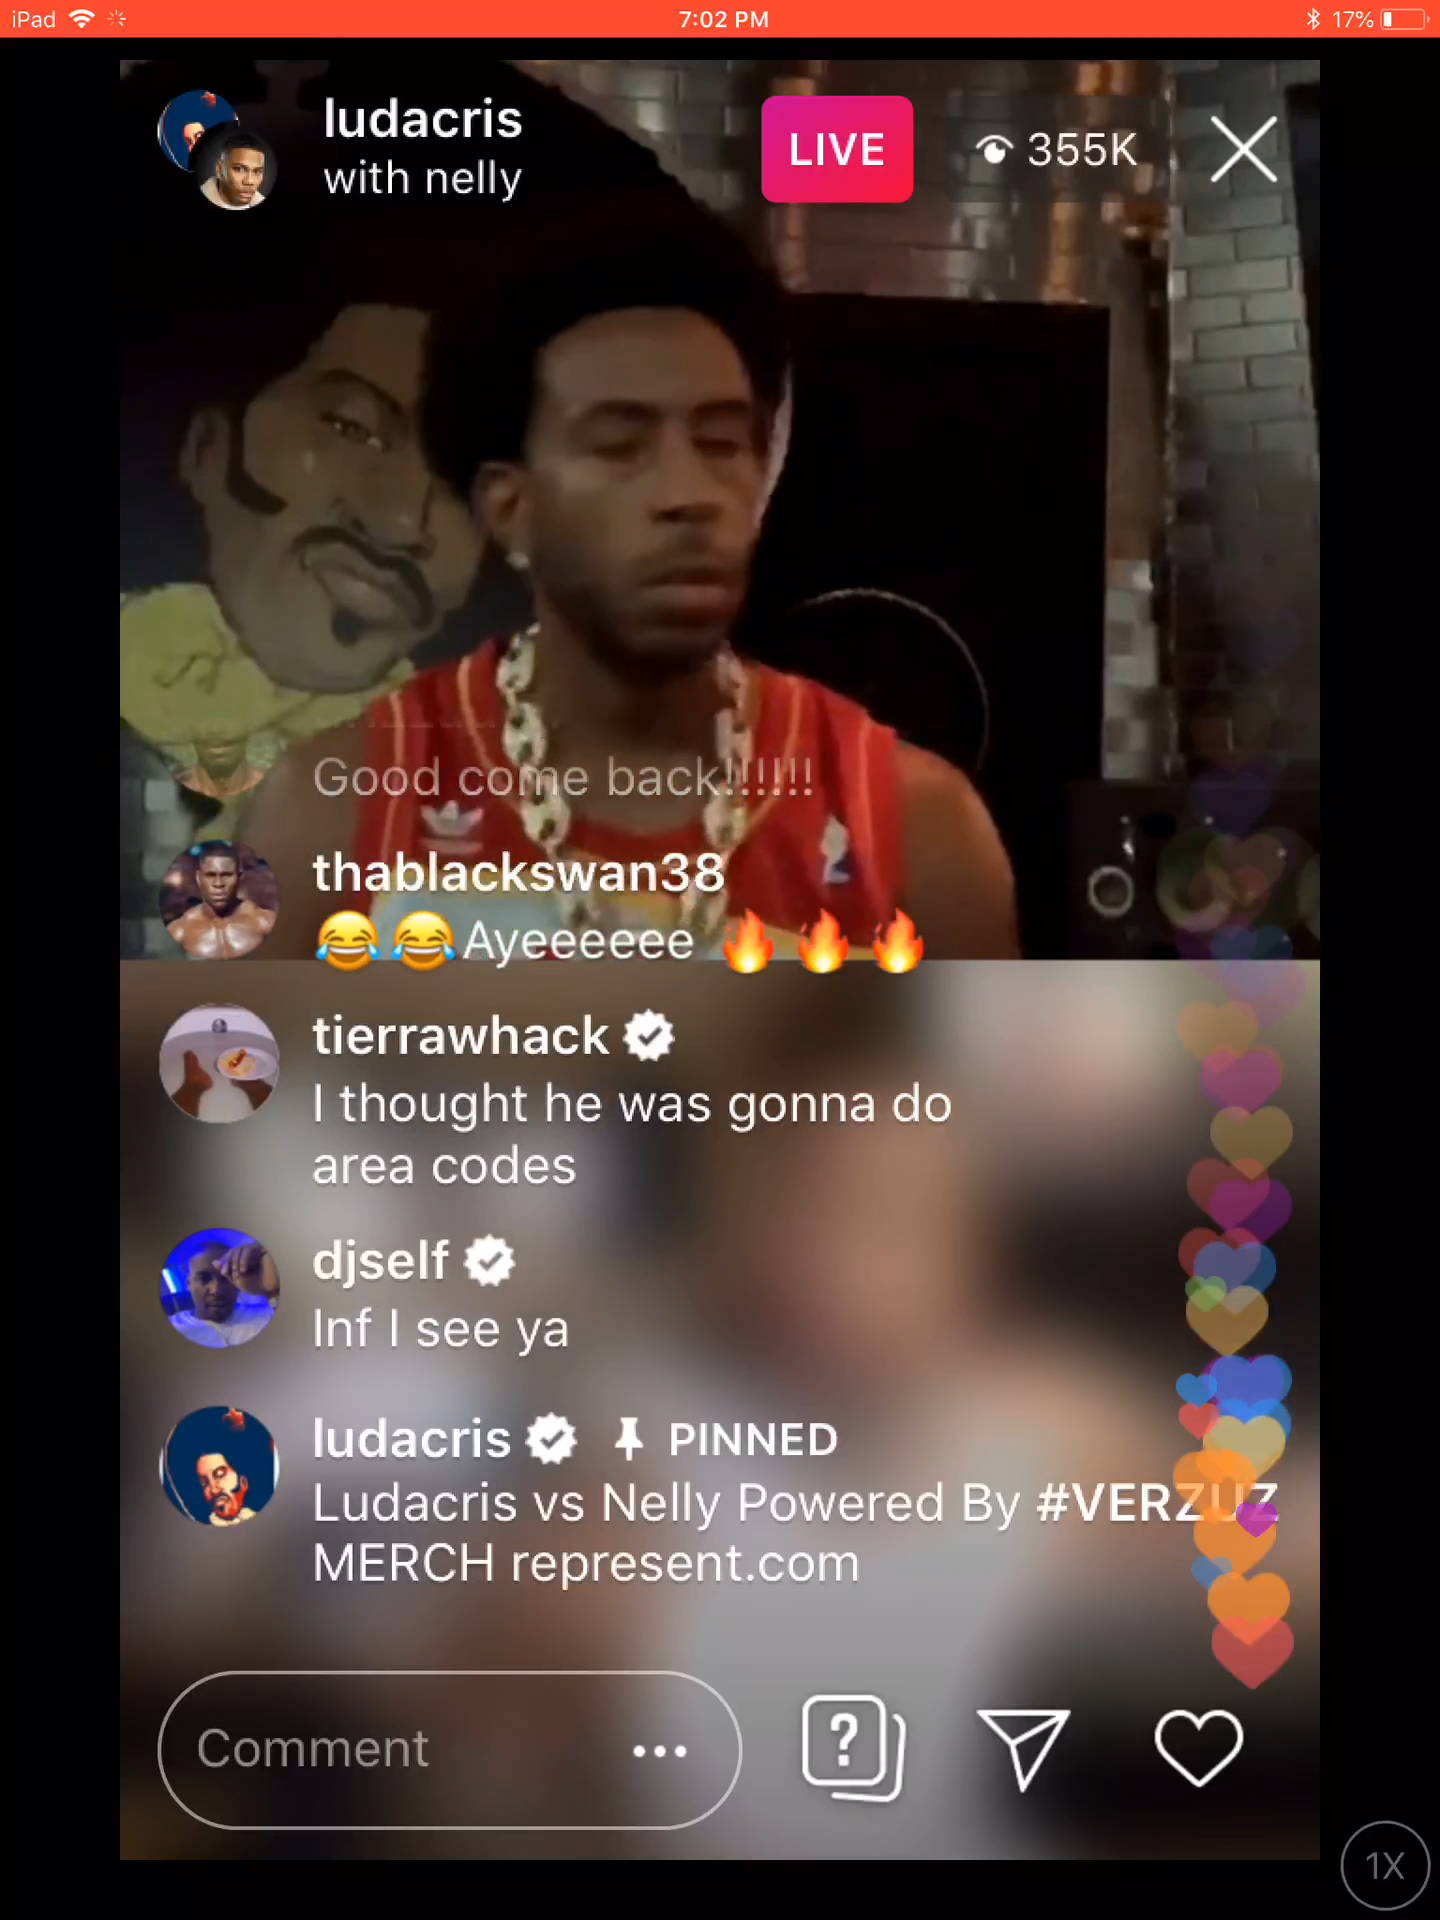 iPad 7:02 PM 17%
ludacris
with nelly
LIVE 355K
Good come back!!!!!!
thablackswan38
😂😂Ayeeeeee 🔥🔥🔥
tierrawhack
I thought he was gonna do
area codes
djself
Inf I see ya
ludacris PINNED
Ludacris vs Nelly Powered By #VERZUZ
MERCH represent.com
Comment
1X